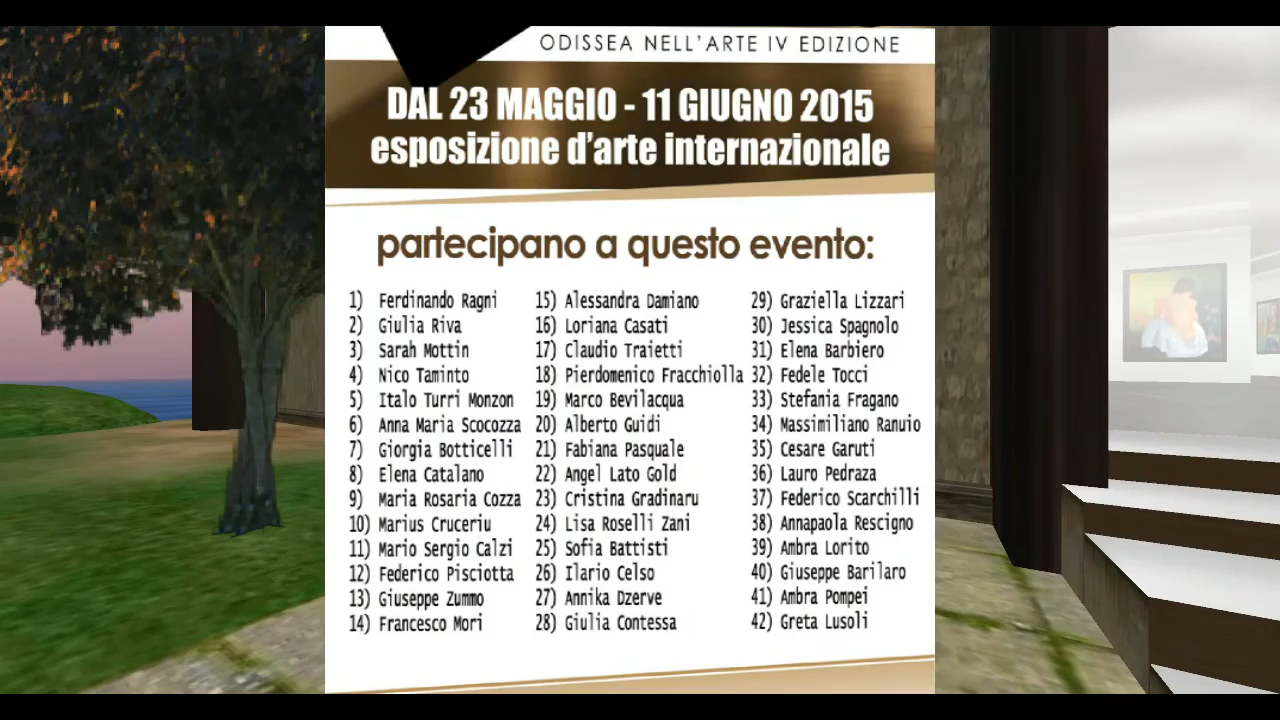 ODISSEA NELL'ARTE IV EDIZIONE
DAL 23 MAGGIO - 11 GIUGNO 2015
esposizione d'arte internazionale
partecipano a questo evento:
1) Ferdinando Ragni
2) Giulia Riva
3) Sarah Mottin
4) Nico Taminto
5) Italo Turri Monzon
6) Anna Maria Scocozza
7) Giorgia Botticelli
8) Elena Catalano
9) Maria Rosaria Cozza
10) Marius Cruceriu
11) Mario Sergio Calzi
12) Federico Pisciotta
13) Giuseppe Zummo
14) Francesco Mori
15) Alessandra Damiano
16) Loriana Casati
17) Claudio Traietti
18) Pierdomenico Fracchiolla
19) Marco Bevilacqua
20) Alberto Guidi
21) Fabiana Pasquale
22) Angel Lato Gold
23) Cristina Gradinaru
24) Lisa Roselli Zani
25) Sofia Battisti
26) Ilario Celso
27) Annika Dzerve
28) Giulia Contessa
29) Graziella Lizzari
30) Jessica Spagnolo
31) Elena Barbiero
32) Fedele Tocci
33) Stefania Fragano
34) Massimiliano Ranuio
35) Cesare Garuti
36) Lauro Pedraza
37) Federico Scarchilli
38) Annapaola Rescigno
39) Ambra Lorito
40) Giuseppe Barilaro
41) Ambra Pompei
42) Greta Lusoli